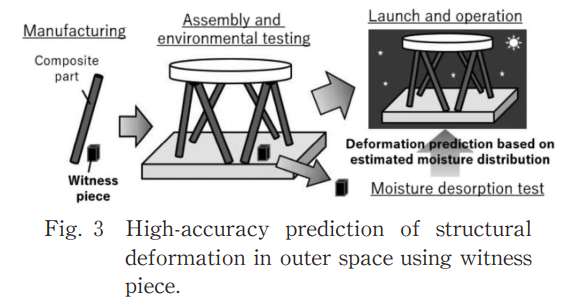 Manufacturing
Composite
part
Witness
piece
Assembly and
environmental testing
Launch and operation
Deformation prediction based on
estimated moisture distribution
Moisture desorption test
Fig. 3 High-accuracy prediction of structural
deformation in outer space using witness
piece.